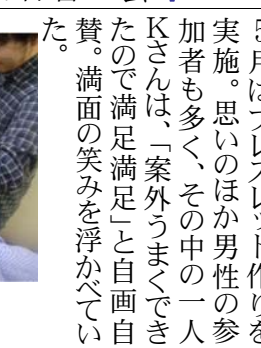 5月はブレスレット作りを
実施。思いのほか男性の参
加者も多く、その中の一人
Kさんは、「案外うまくでき
たので満足満足」と自画自
賛。満面の笑みを浮かべてい
た。